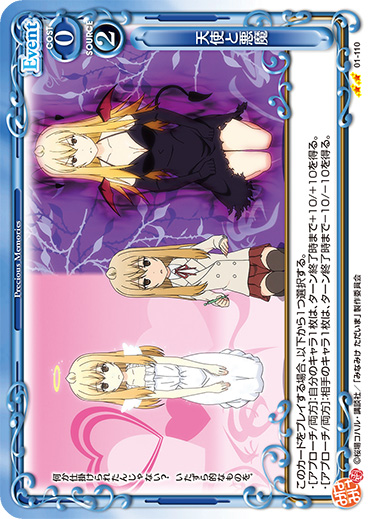 Event
COST
0
SOURCE
2
天使と悪魔
01-110
Precious Memories
何か仕掛けられたんじゃない? いたずら的なものを。
このカードをプレイする場合、以下から1つ選択する。
・[アプローチ/両方]:自分のキャラ1枚は、ターン終了時まで+10/+10を得る。
・[アプローチ/両方]:相手のキャラ1枚は、ターン終了時まで-10/-10を得る。
©桜場コハル・講談社/「みなみけ ただいま」製作委員会